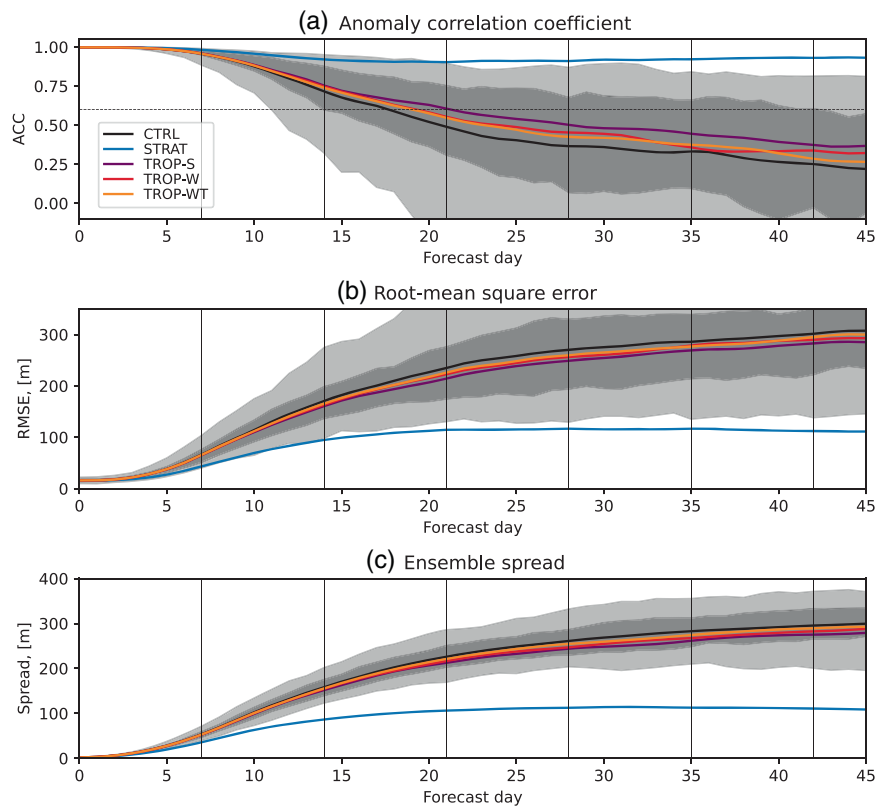 (a) Anomaly correlation coefficient
1.00
0.75
0.50
0.25
0.00
ACC
CTRL
STRAT
TROP-S
TROP-W
TROP-WT
0 5 10 15 20 25 30 35 40 45
Forecast day
(b) Root-mean square error
300
200
100
0
RMSE, [m]
0 5 10 15 20 25 30 35 40 45
Forecast day
(c) Ensemble spread
400
300
200
100
0
Spread, [m]
0 5 10 15 20 25 30 35 40 45
Forecast day